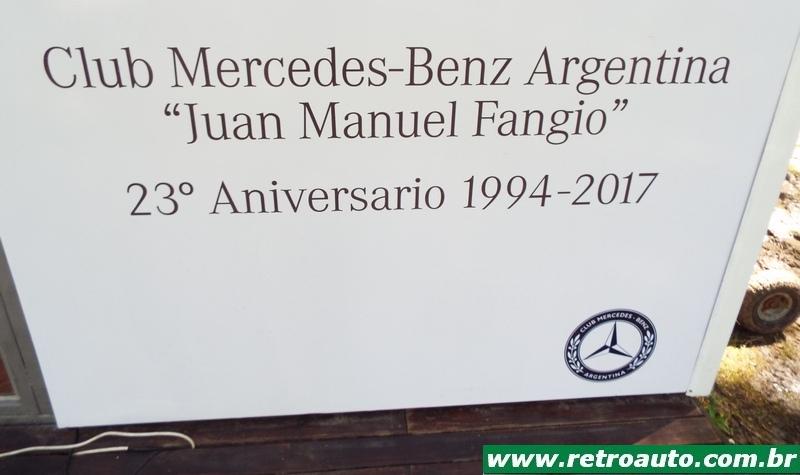 Club Mercedes-Benz Argentina
“Juan Manuel Fangio”
23° Aniversario 1994-2017
CLUB MERCEDES-BENZ
ARGENTINA
www.retroauto.com.br